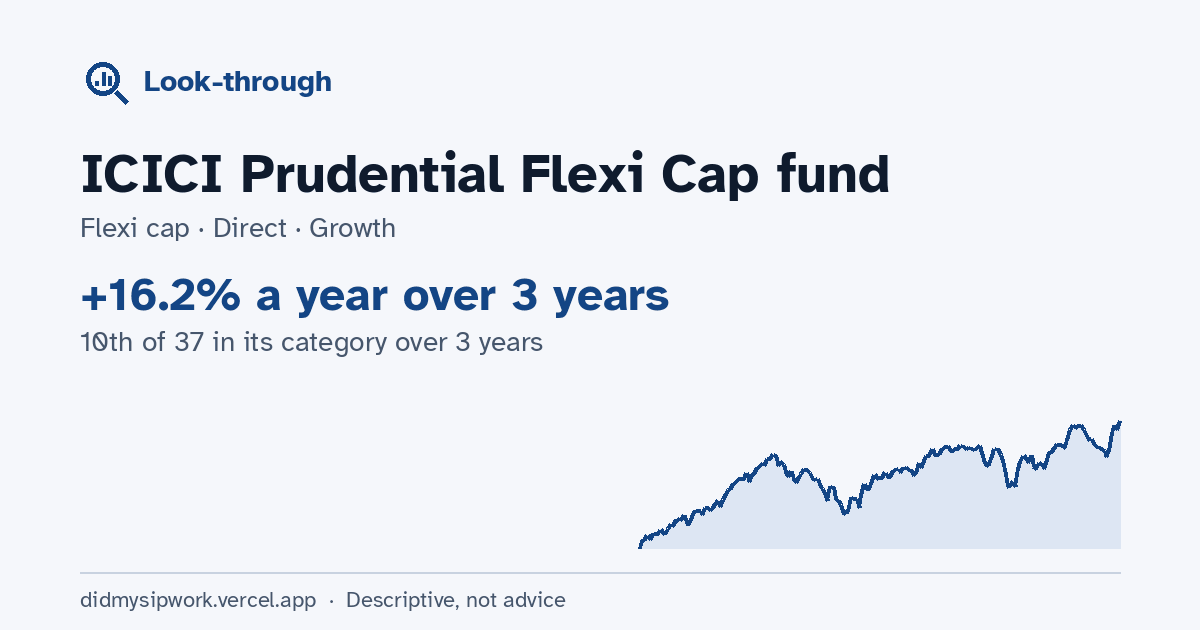 Look-through
ICICI Prudential Flexi Cap fund
Flexi cap · Direct · Growth
+16.2% a year over 3 years
10th of 37 in its category over 3 years
didmysipwork.vercel.app · Descriptive, not advice